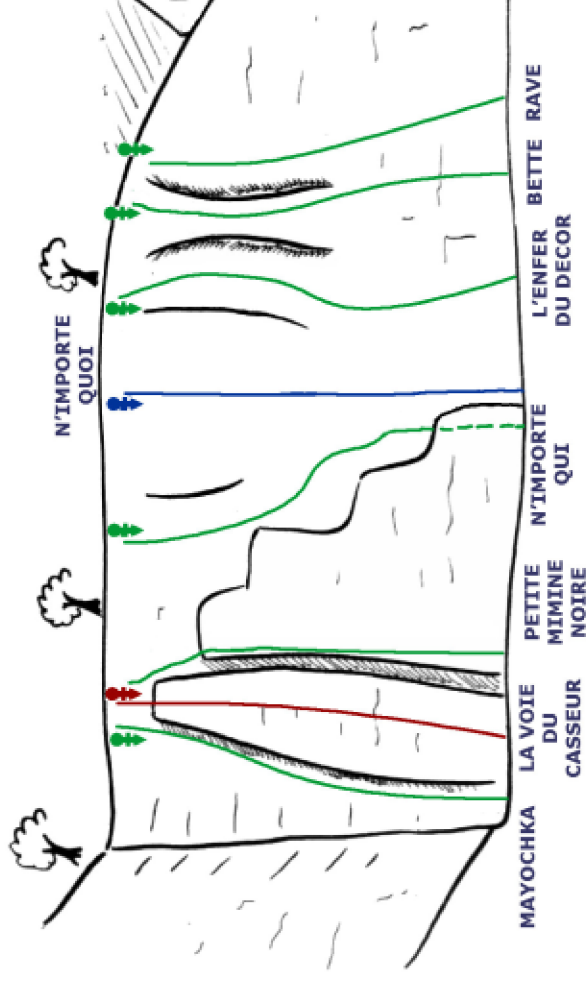 N'IMPORTE
QUOI
MAYOCHKA
LA VOIE
DU
CASSEUR
PETITE
MIMINE
NOIRE
N'IMPORTE
QUI
L'ENFER
DU DECOR
BETTE
RAVE